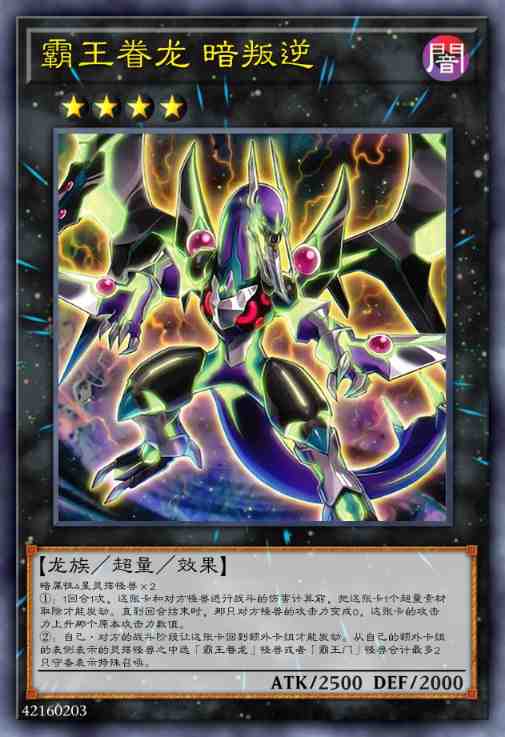 霸王眷龙 暗叛逆
闇
【龙族／超量／效果】
暗属性4星灵摆怪兽×2
①：1回合1次，这张卡和对方怪兽进行战斗的伤害计算前，把这张卡1个超量素材
取除才能发动。直到回合结束时，那只对方怪兽的攻击力变成0，这张卡的攻击
力上升那个原本攻击力数值。
②：自己·对方的战斗阶段让这张卡回到额外卡组才能发动。从自己的额外卡组
的表侧表示的灵摆怪兽之中选「霸王眷龙」怪兽或者「霸王门」怪兽合计最多2
只守备表示特殊召唤。
ATK/2500 DEF/2000
42160203